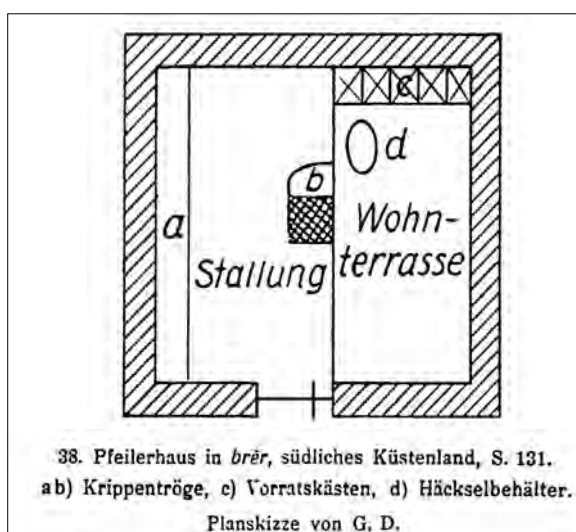 c
d
b
a
Wohn-
Stallung
terrasse
38. Pfeilerhaus in brēr, südliches Küstenland, S. 131.
ab) Krippentröge, c) Vorratskästen, d) Häckselbehälter.
Planskizze von G. D.